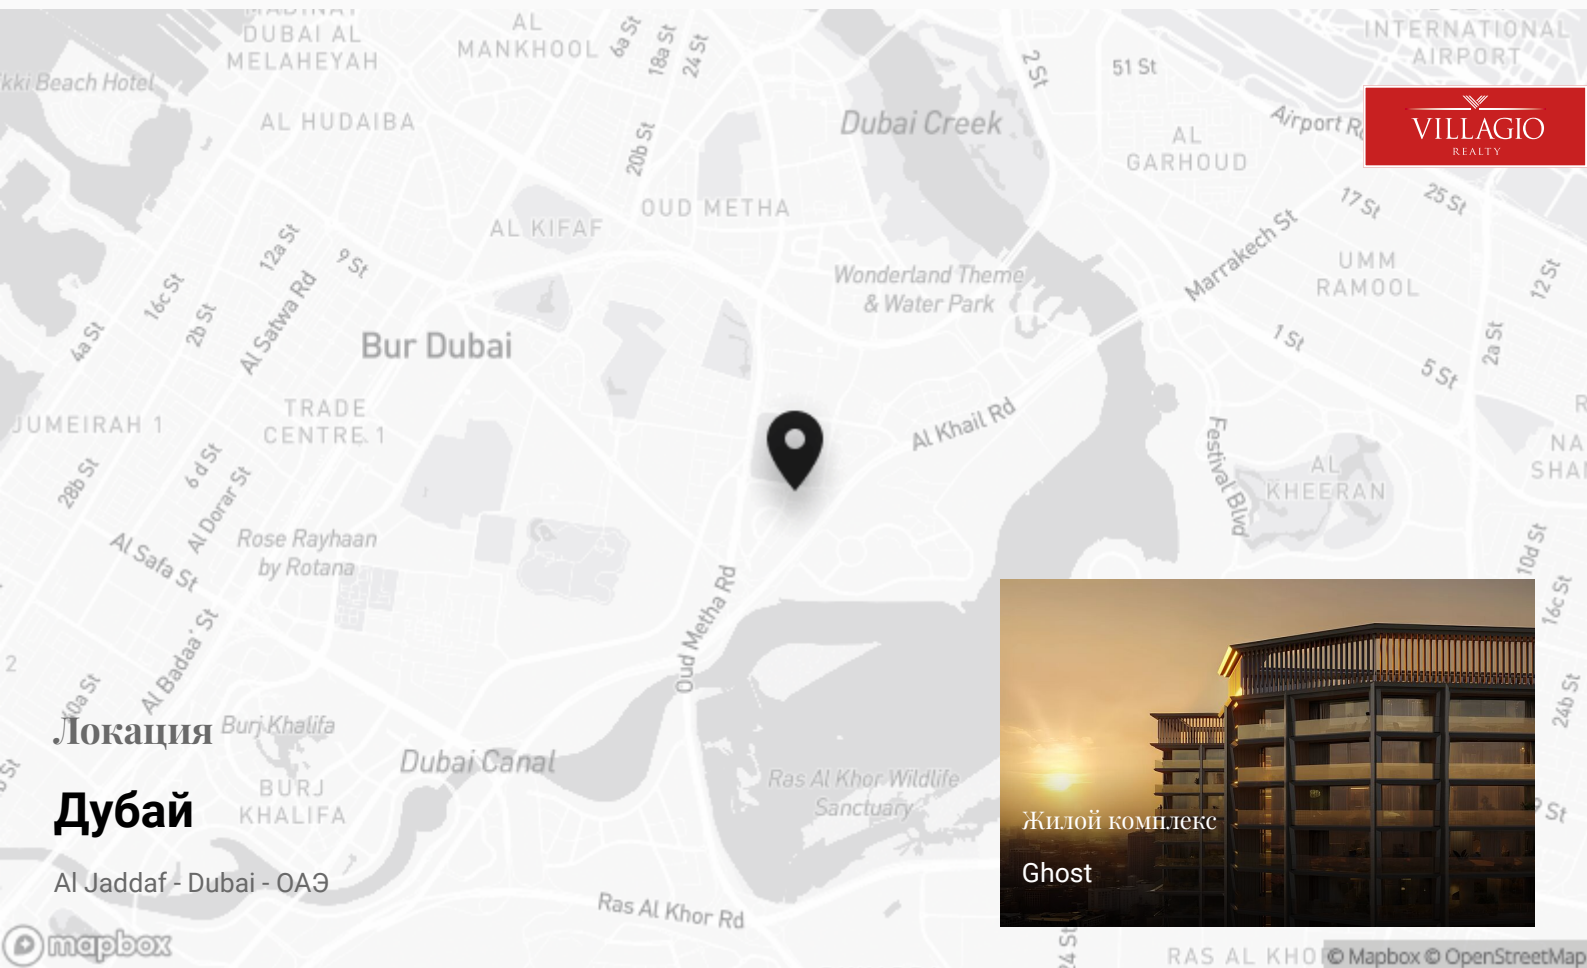 DUBAI AL
MELAHEYAH
AL
MANKHOOL
6a St
18a St
24 St
2 St
51 St
INTERNATIONAL
AIRPORT
Beach Hotel
AL HUDAIBA
20b St
Dubai Creek
AL
GARHOUD
Airport
VILLAGIO
REALTY
OUD METHA
AL KIFAF
17 St
25 St
12a St
9 St
Marrakech St
UMM
RAMOOL
12 St
16c St
2b St
Al Satwa Rd
4a St
Wonderland Theme
& Water Park
Bur Dubai
1 St
2a St
5 St
JUMEIRAH 1
TRADE
CENTRE 1
Al Khail Rd
Festival Blvd
28b St
6 d St
Al Dorar St
AL
KHEERAN
Al Safa St
Rose Rayhaan
by Rotana
10d St
16c St
Oud Metha Rd
Al Badaa' St
2
24b St
Локация
Burj Khalifa
Dubai Canal
BURJ
KHALIFA
Ras Al Khor Wildlife
Sanctuary
Дубай
Al Jaddaf - Dubai - ОАЭ
Жилой комплекс
Ghost
Ras Al Khor Rd
24 St
mapbox
RAS AL
© Mapbox © OpenStreetMap